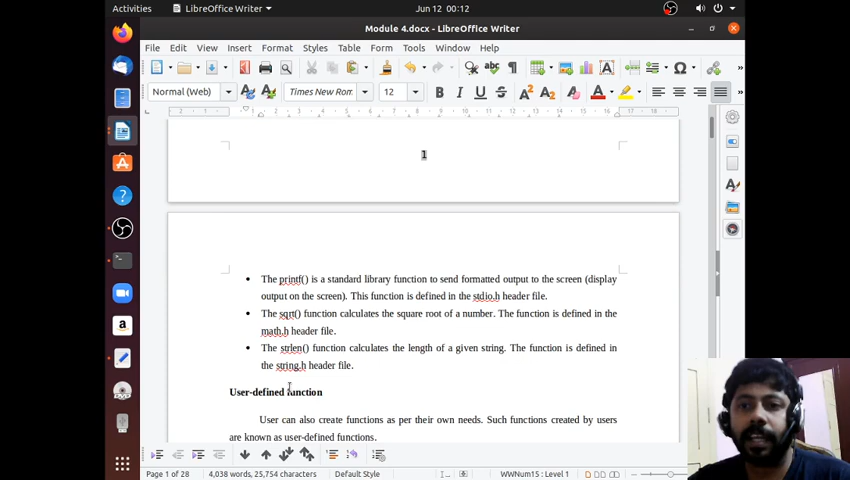 Activities LibreOffice Writer Jun 12 00:12
Module 4.docx - LibreOffice Writer
File Edit View Insert Format Styles Table Form Tools Window Help
Normal (Web) Times New Rom 12
1
• The printf() is a standard library function to send formatted output to the screen (display
output on the screen). This function is defined in the stdio.h header file.
• The sqrt() function calculates the square root of a number. The function is defined in the
math.h header file.
• The strlen() function calculates the length of a given string. The function is defined in
the string.h header file.
User-defined function
User can also create functions as per their own needs. Such functions created by users
are known as user-defined functions.
Page 1 of 28 4,038 words, 25,754 characters Default Style WWNum15 : Level 1